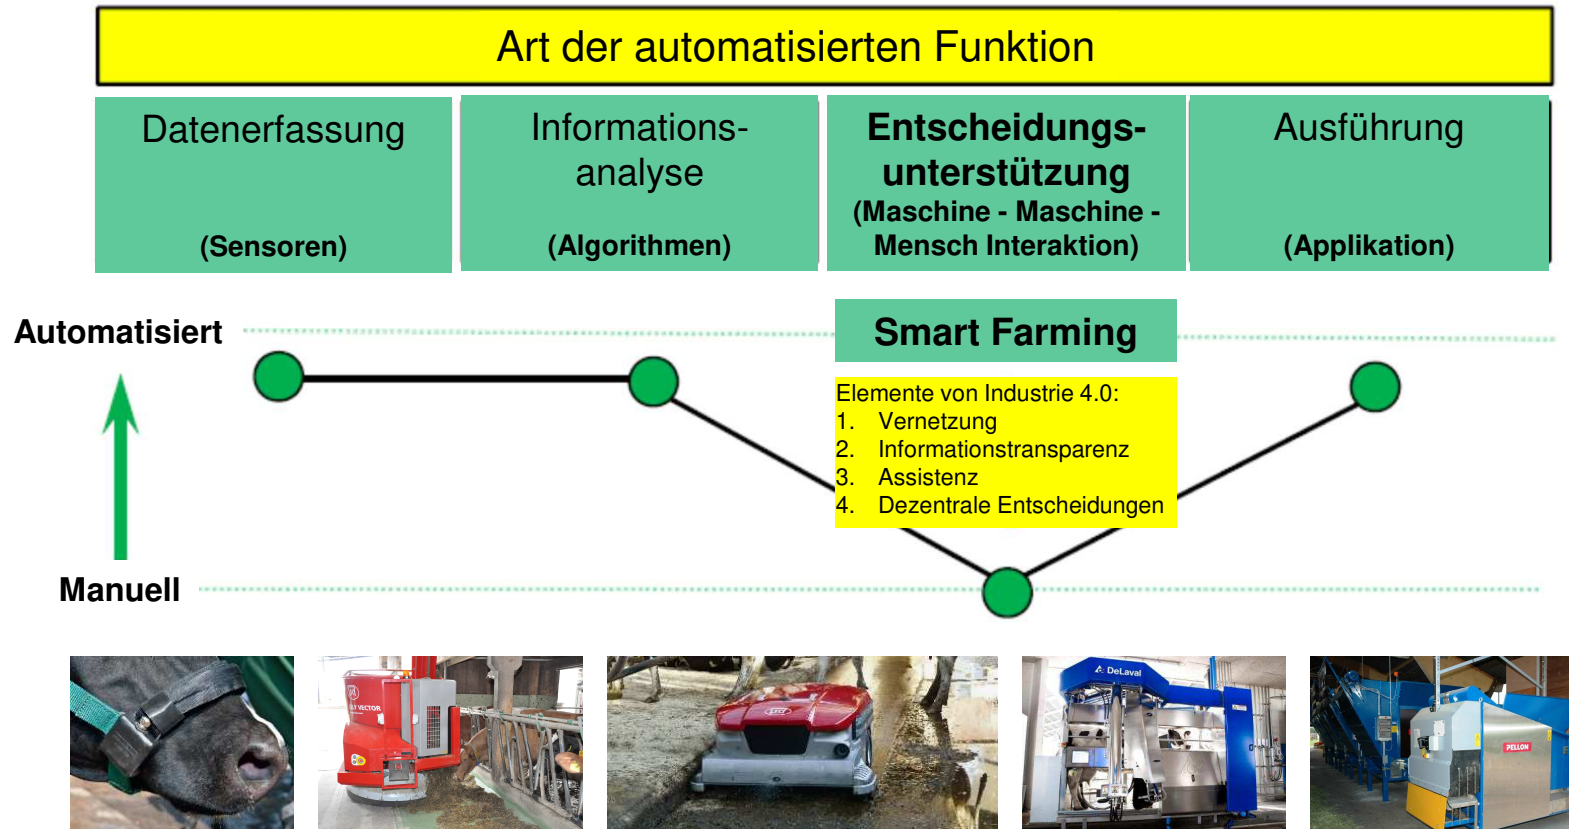 Art der automatisierten Funktion
Datenerfassung
(Sensoren)
Informations-
analyse
(Algorithmen)
Entscheidungs-
unterstützung
(Maschine - Maschine -
Mensch Interaktion)
Ausführung
(Applikation)
Automatisiert
Smart Farming
Elemente von Industrie 4.0:
1. Vernetzung
2. Informationstransparenz
3. Assistenz
4. Dezentrale Entscheidungen
Manuell
VECTOR
DeLaval
PELLON